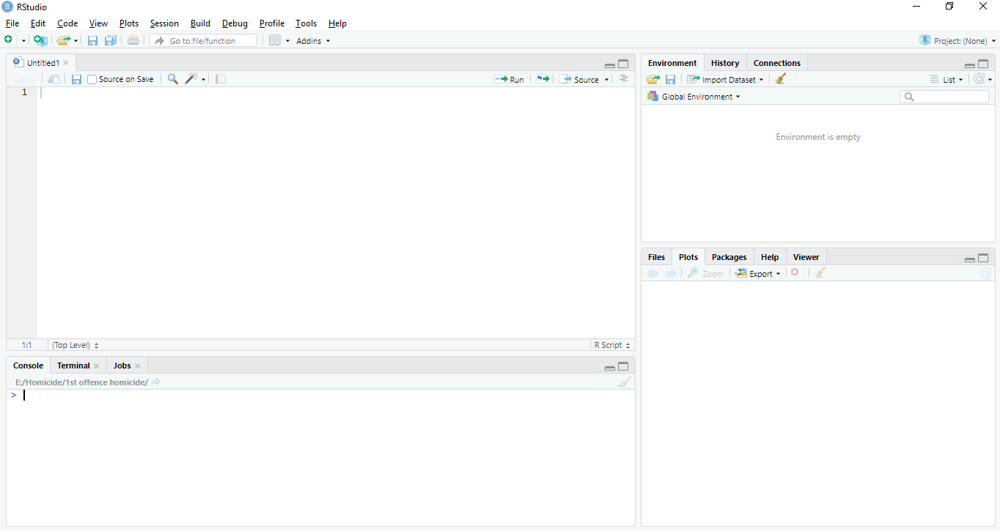 RStudio
File Edit Code View Plots Session Build Debug Profile Tools Help
Go to file/function Addins Project: (None)
Untitled1
Source on Save Run Source
1
1:1 (Top Level) R Script
Console Terminal Jobs
E:/Homicide/1st offence homicide/
>
Environment History Connections
Import Dataset List
Global Environment
Environment is empty
Files Plots Packages Help Viewer
Zoom Export